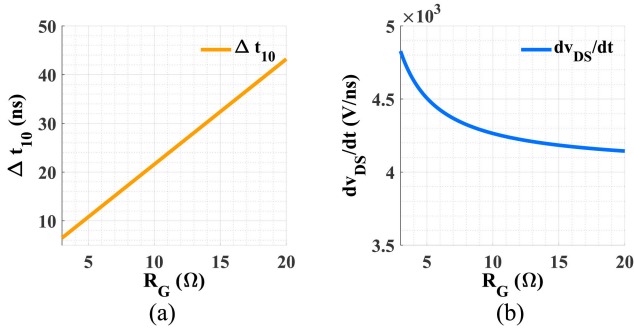 Δ t10
50
40
30
20
10
Δ t10 (ns)
5
10
15
20
RG (Ω)
(a)
×10³
dvDS/dt
5
4.5
4
3.5
dvDS/dt (V/ns)
5
10
15
20
RG (Ω)
(b)